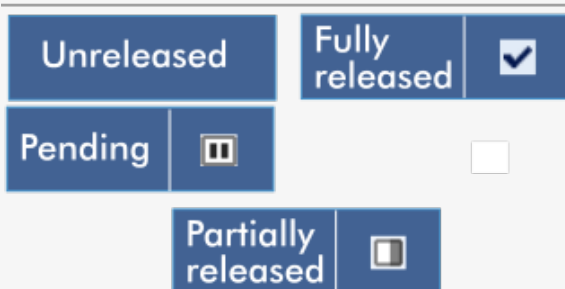 Unreleased
Fully
released
Pending
Partially
released